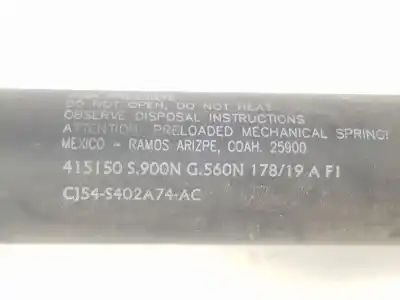 DO NOT OPEN, DO NOT HEAT
OBSERVE DISPOSAL INSTRUCTIONS
ATTENTION: PRELOADED MECHANICAL SPRING!
MEXICO - RAMOS ARIZPE, COAH. 25900
415150 S.900N G.560N 178/19 A F1
CJ54-S402A74-AC